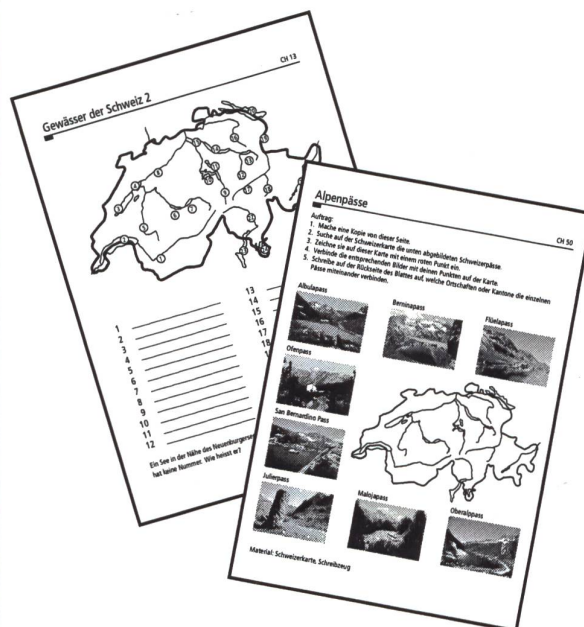 CH 13
Gewässer der Schweiz 2
1
2
3
4
5
6
7
8
9
10
11
12
13
14
15
16
17
18
Ein See in der Nähe des Neuenburgerse
hat keine Nummer. Wie heisst er?
Alpenpässe
CH 50
Auftrag:
1. Mache eine Kopie von dieser Seite.
2. Suche auf der Schweizerkarte die unten abgebildeten Schweizerpässe.
3. Zeichne sie auf dieser Karte mit einem roten Punkt ein.
4. Verbinde die entsprechenden Bilder mit deinen Punkten auf der Karte.
5. Schreibe auf der Rückseite des Blattes auf, welche Ortschaften oder Kantone die einzelnen
Pässe miteinander verbinden.
Albulapass
Berninapass
Flüelapass
Ofenpass
San Bernardino Pass
Julierpass
Malojapass
Oberalppass
Material: Schweizerkarte, Schreibzeug